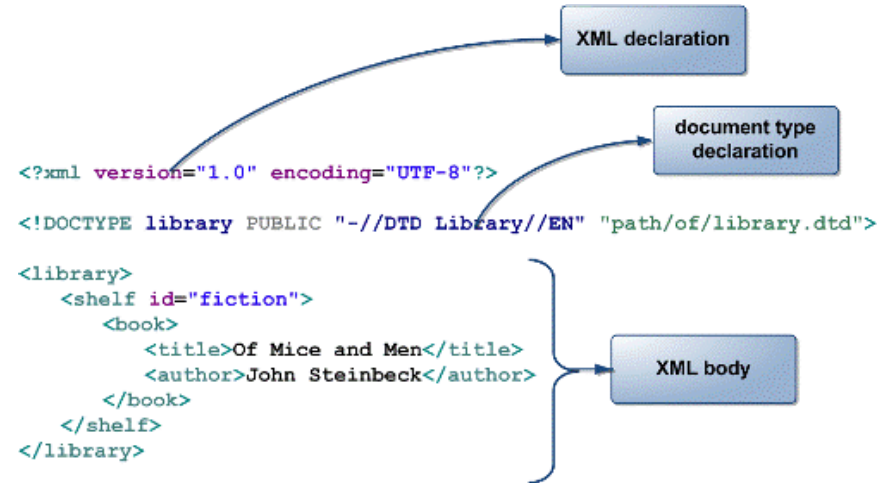 XML declaration
document type
declaration
<?xml version="1.0" encoding="UTF-8"?>
<!DOCTYPE library PUBLIC "-//DTD Library//EN" "path/of/library.dtd">
<library>
<shelf id="fiction">
<book>
<title>Of Mice and Men</title>
<author>John Steinbeck</author>
</book>
</shelf>
</library>
XML body